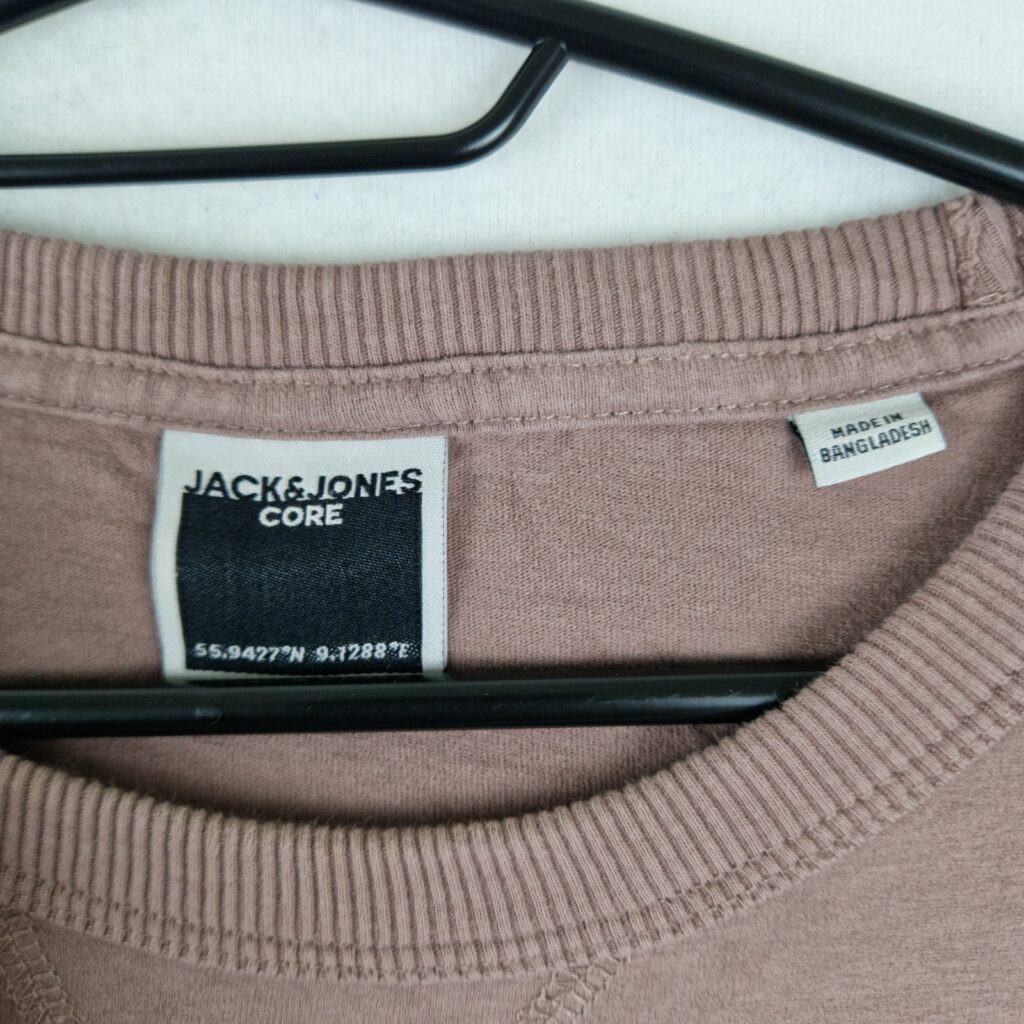 JACK&JONES
CORE
55.9427°N 9.1288°E
MADE IN
BANGLADESH